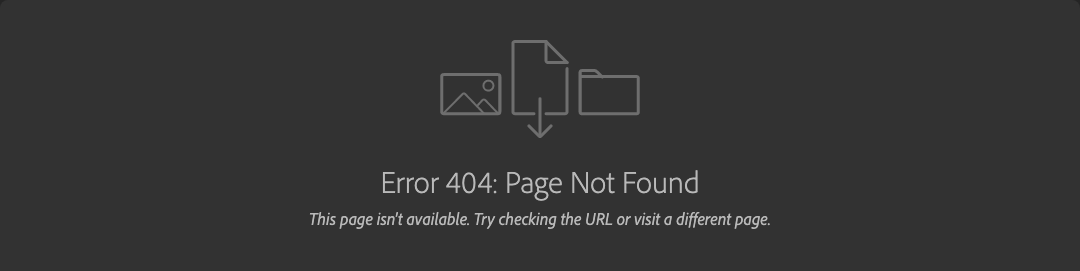 Error 404: Page Not Found
This page isn't available. Try checking the URL or visit a different page.